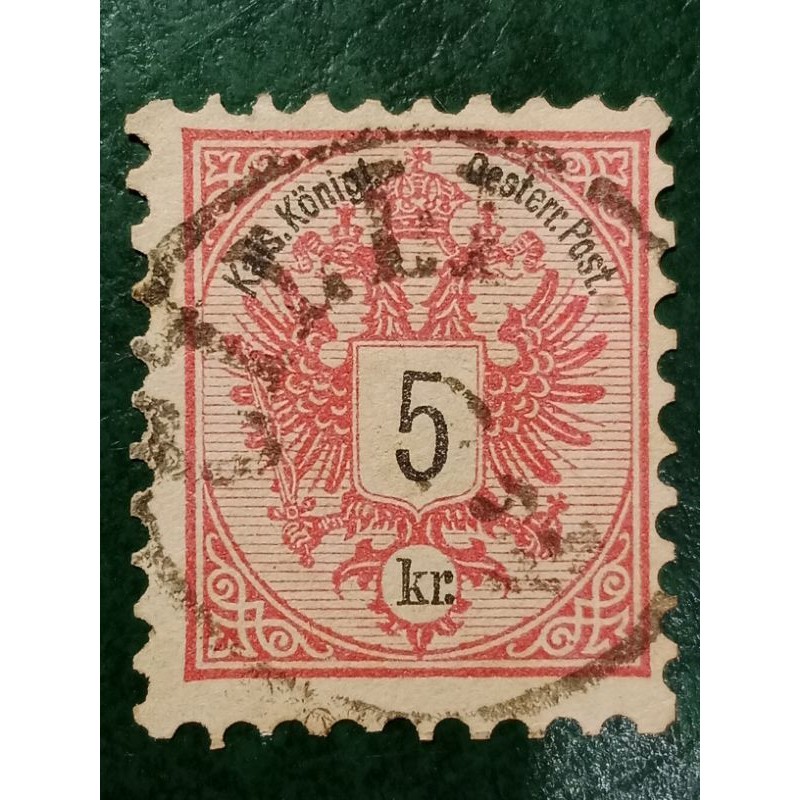 Kais. Königl. Oesterr. Post.
5
kr.